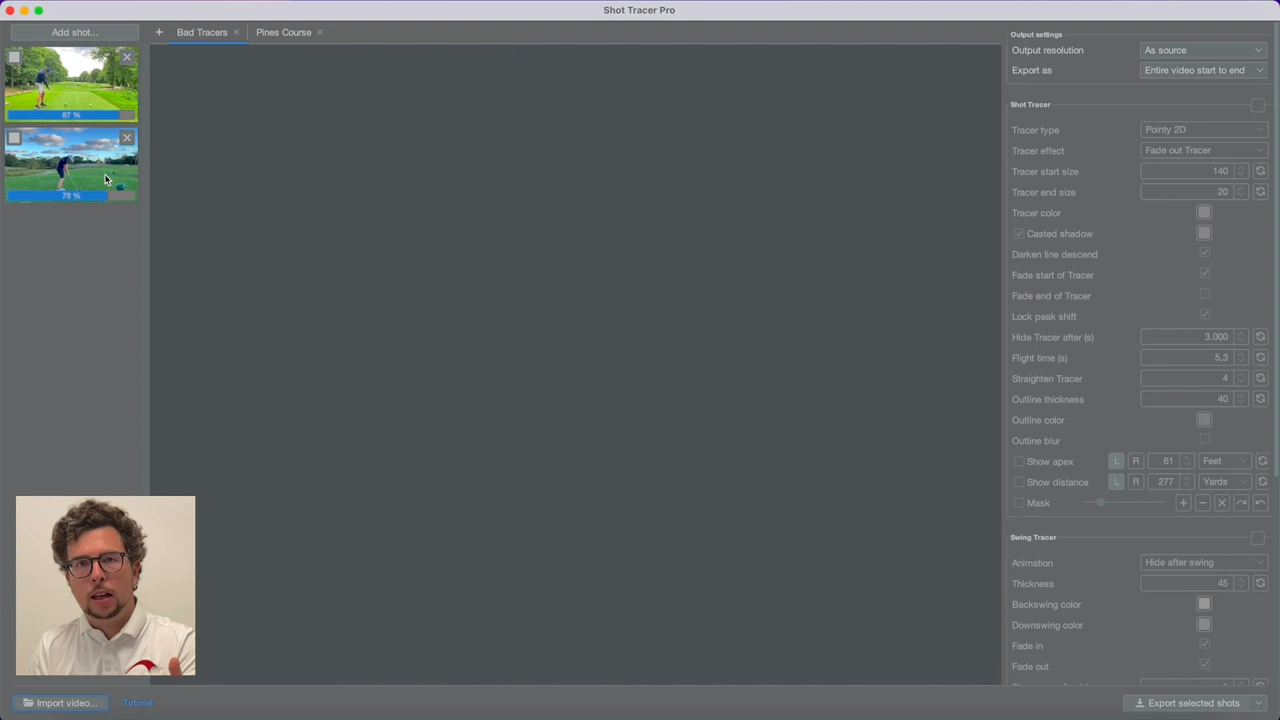 Shot Tracer Pro
Add shot...
+ Bad Tracers × Pines Course ×
87 %
78 %
Output settings
Output resolution As source
Export as Entire video start to end
Shot Tracer
Tracer type Pointy 2D
Tracer effect Fade out Tracer
Tracer start size 140
Tracer end size 20
Tracer color
Casted shadow
Darken line descend
Fade start of Tracer
Fade end of Tracer
Lock peak shift
Hide Tracer after (s) 3.000
Flight time (s) 5,3
Straighten Tracer 4
Outline thickness 40
Outline color
Outline blur
Show apex L R 61 Feet
Show distance L R 277 Yards
Mask
Swing Tracer
Animation Hide after swing
Thickness 45
Backswing color
Downswing color
Fade in
Fade out
Import video... Tutorial
Export selected shots